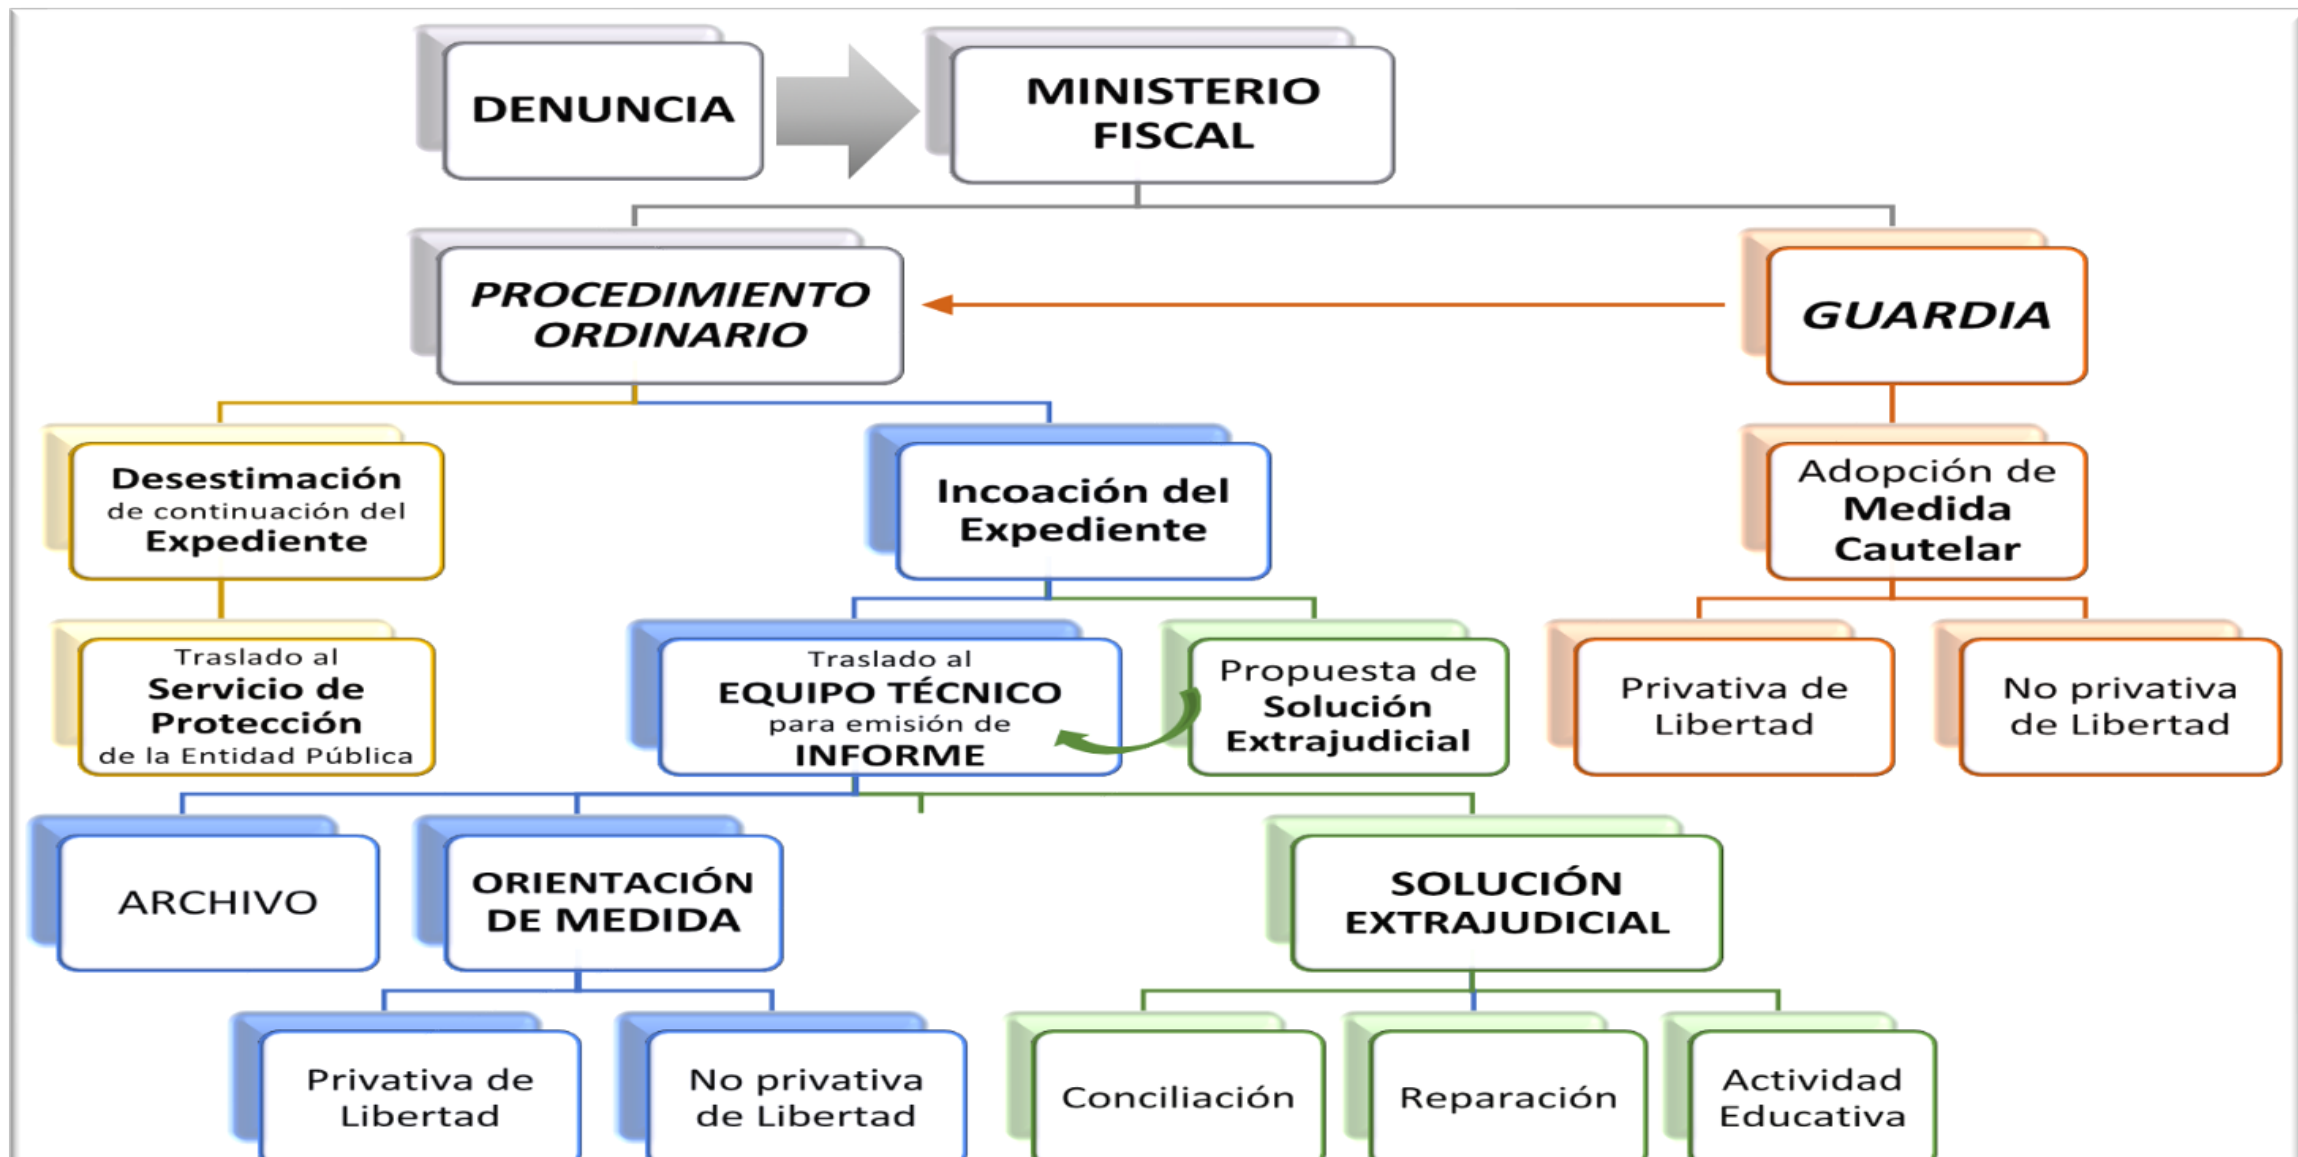 DENUNCIA
MINISTERIO
FISCAL
PROCEDIMIENTO
ORDINARIO
GUARDIA
Desestimación
de continuación del
Expediente
Incoación del
Expediente
Adopción de
Medida
Cautelar
Traslado al
Servicio de
Protección
de la Entidad Pública
Traslado al
EQUIPO TÉCNICO
para emisión de
INFORME
Propuesta de
Solución
Extrajudicial
Privativa de
Libertad
No privativa
de Libertad
ARCHIVO
ORIENTACIÓN
DE MEDIDA
SOLUCIÓN
EXTRAJUDICIAL
Privativa de
Libertad
No privativa
de Libertad
Conciliación
Reparación
Actividad
Educativa